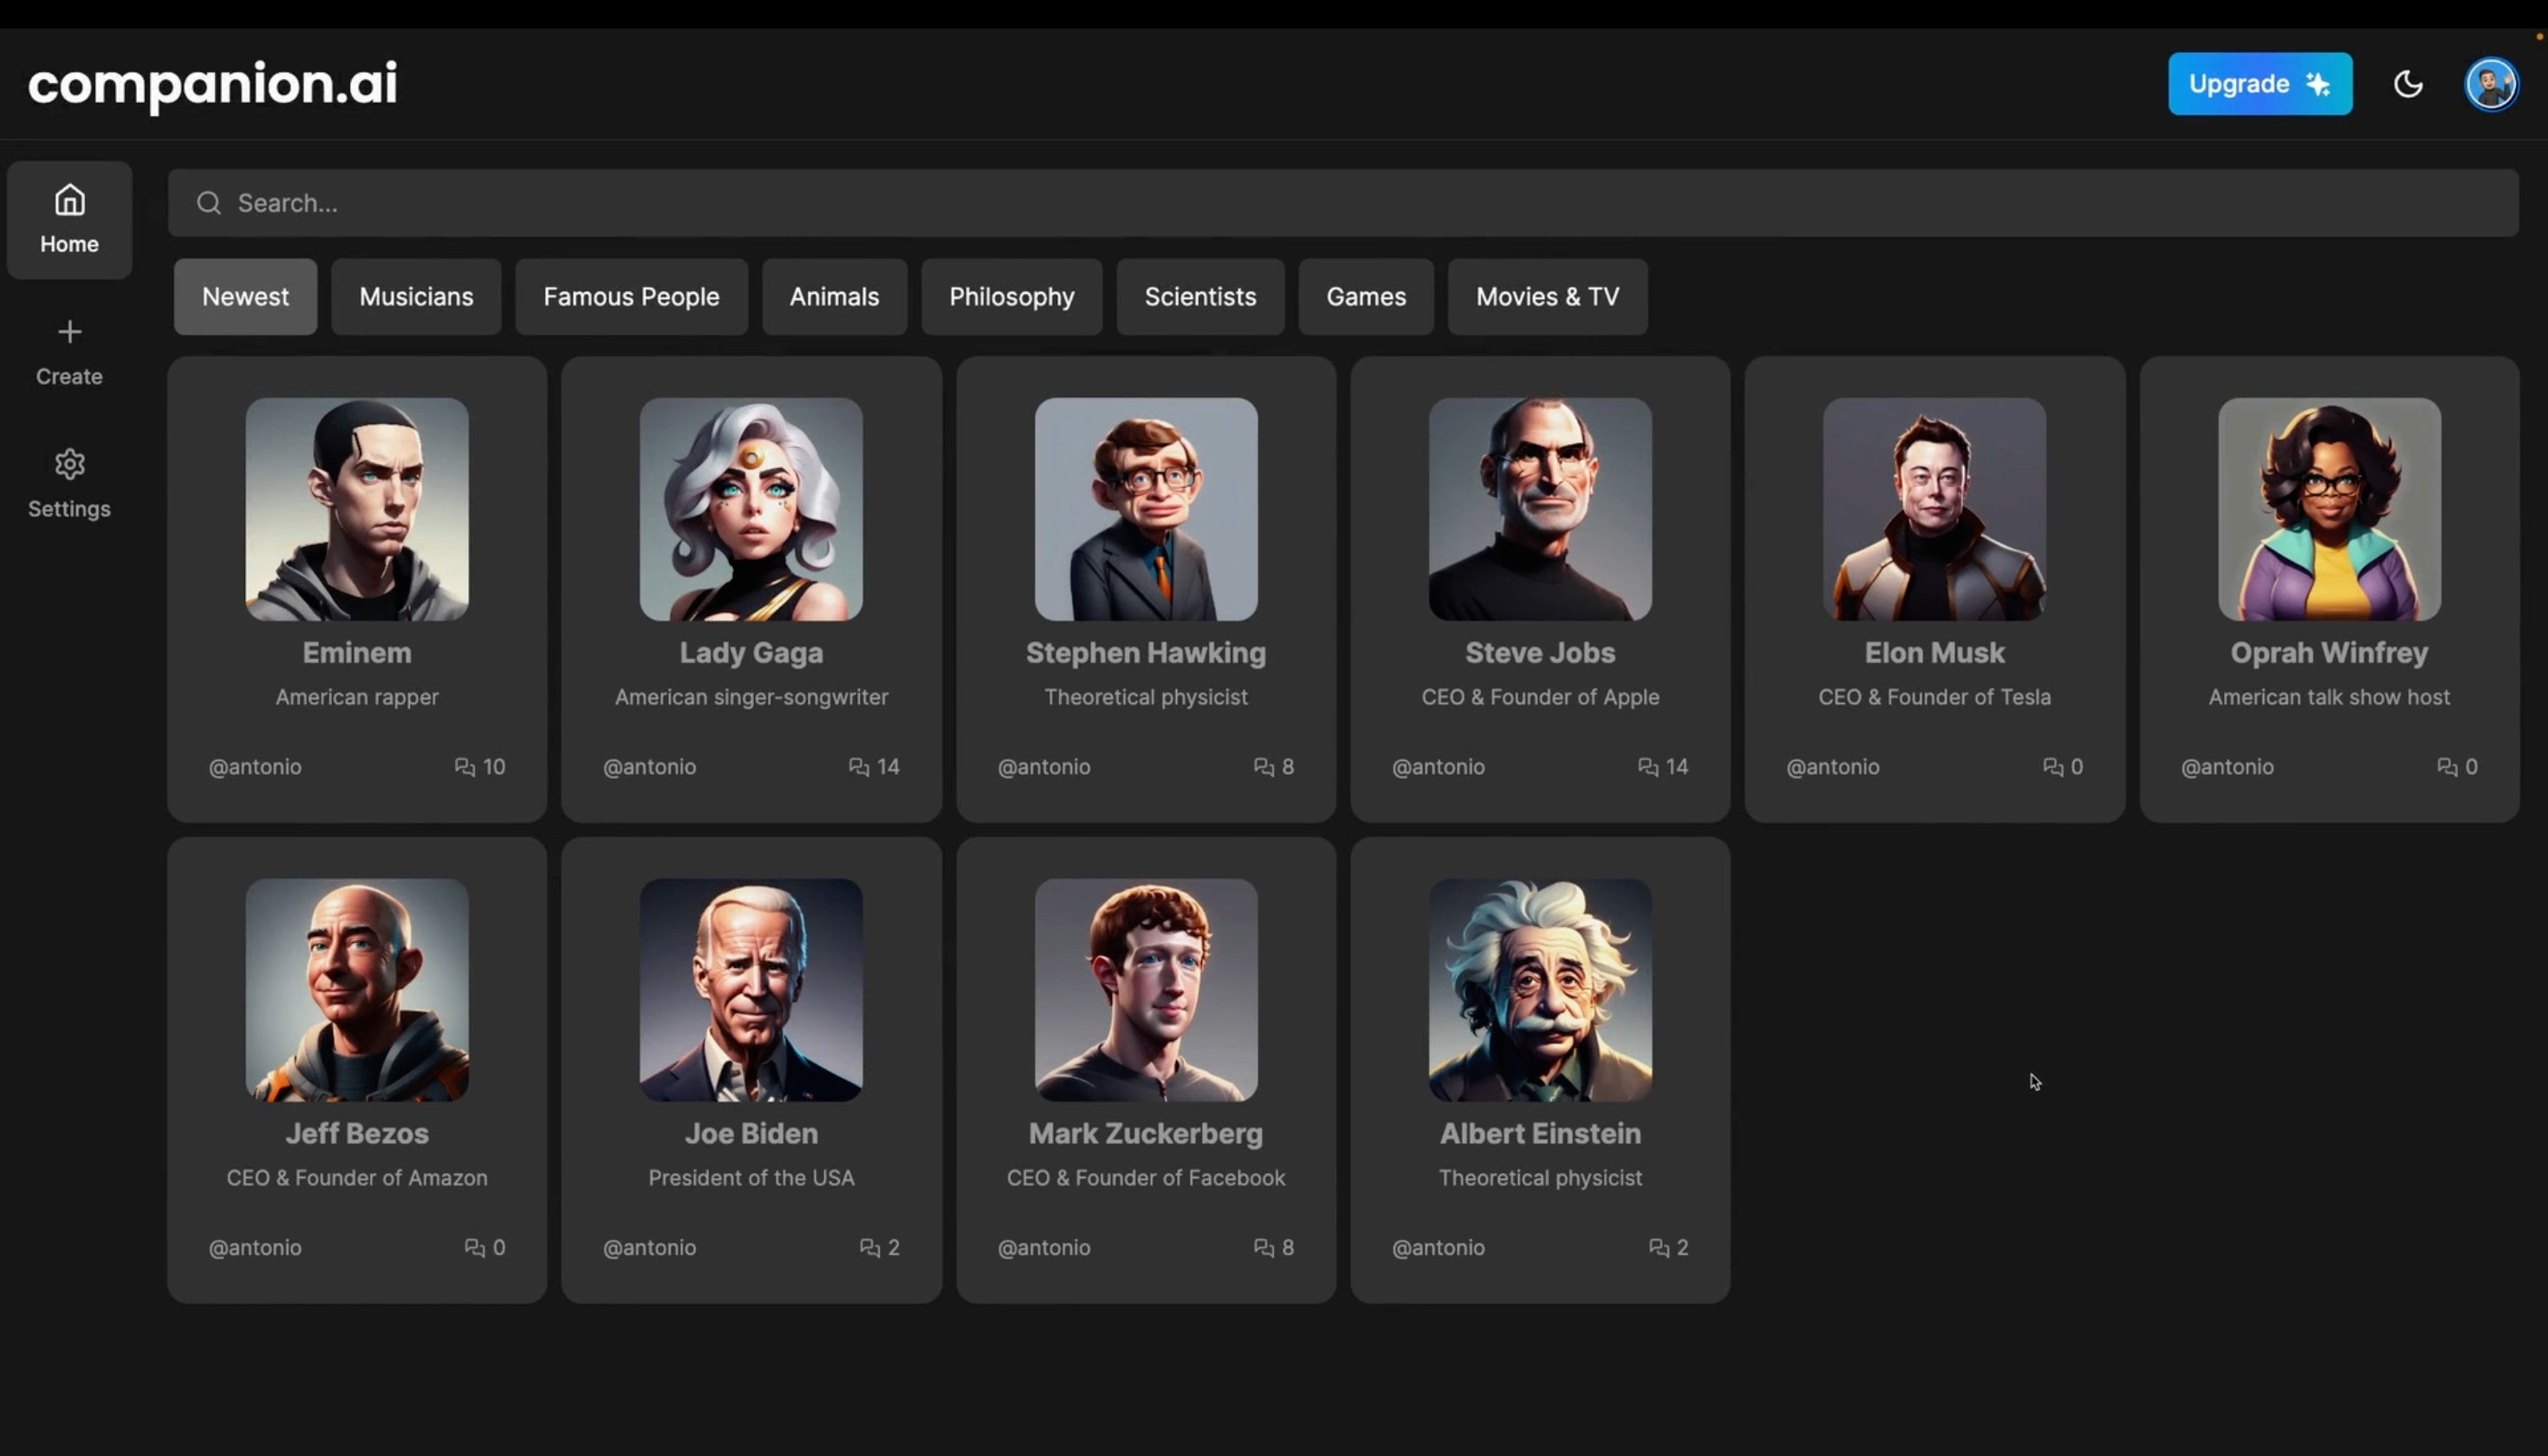 companion.ai
Upgrade
Home
Create
Settings
Search...
Newest Musicians Famous People Animals Philosophy Scientists Games Movies & TV
Eminem
American rapper
@antonio 10
Lady Gaga
American singer-songwriter
@antonio 14
Stephen Hawking
Theoretical physicist
@antonio 8
Steve Jobs
CEO & Founder of Apple
@antonio 14
Elon Musk
CEO & Founder of Tesla
@antonio 0
Oprah Winfrey
American talk show host
@antonio 0
Jeff Bezos
CEO & Founder of Amazon
@antonio 0
Joe Biden
President of the USA
@antonio 2
Mark Zuckerberg
CEO & Founder of Facebook
@antonio 8
Albert Einstein
Theoretical physicist
@antonio 2